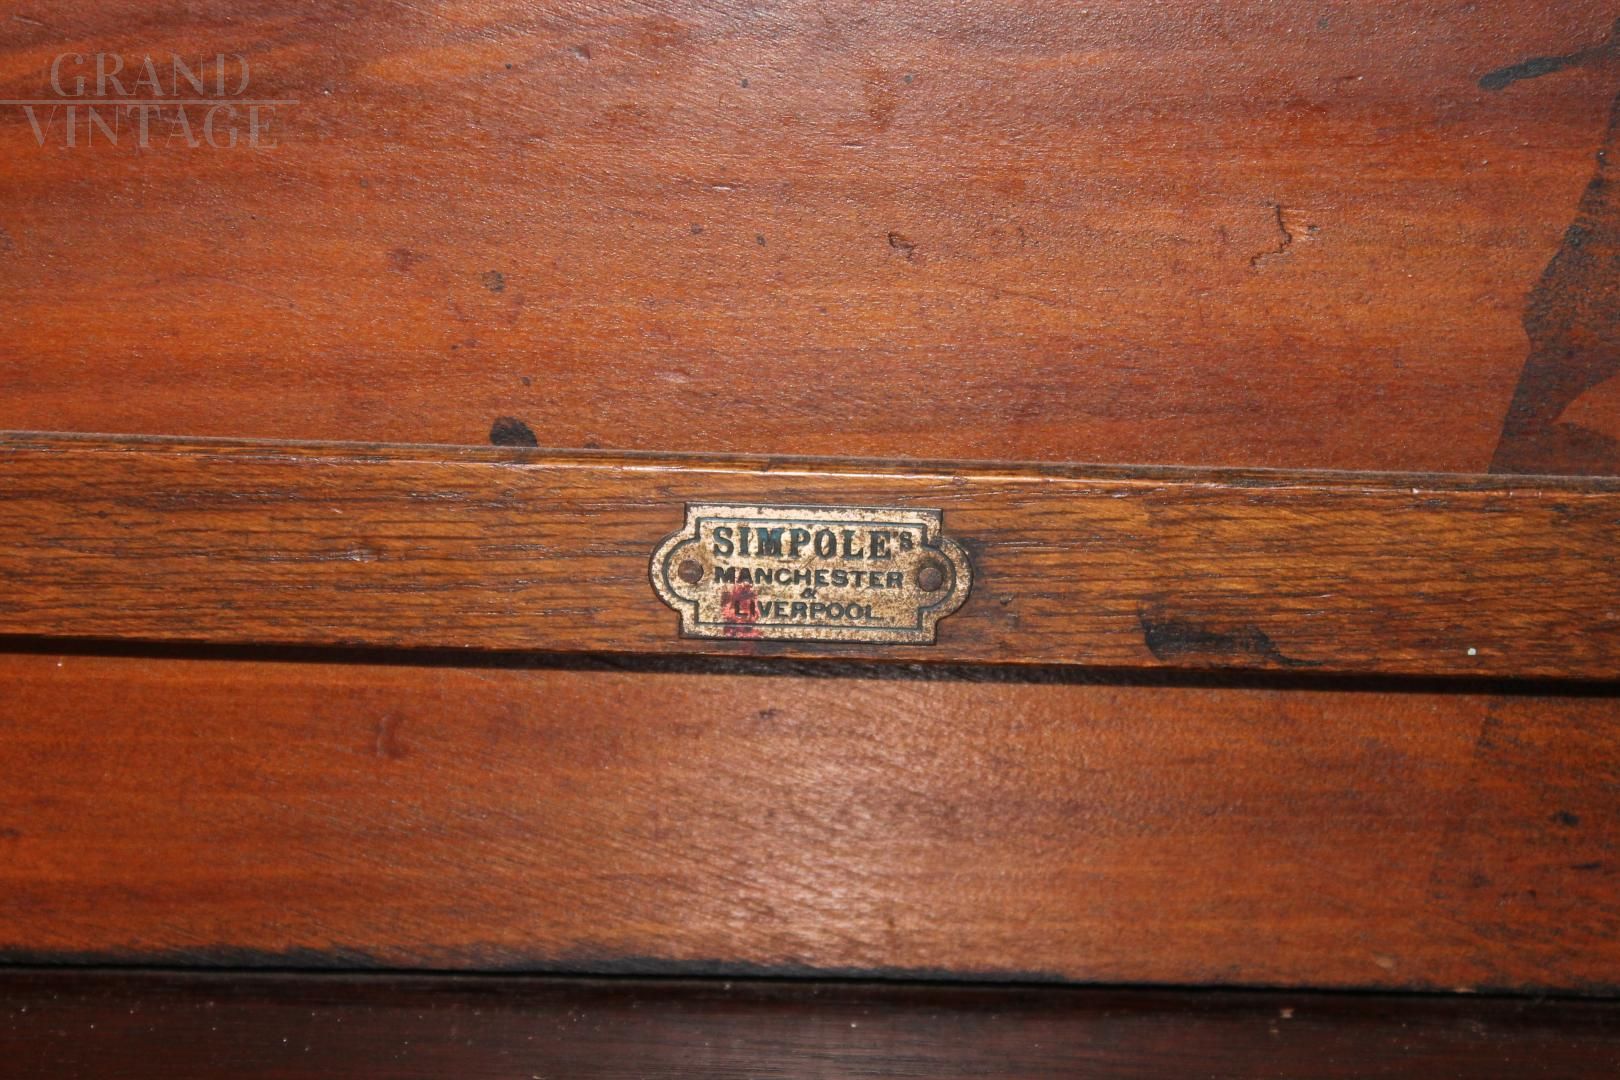 GRAND
VINTAGE
SIMPOLE's
MANCHESTER
&
LIVERPOOL